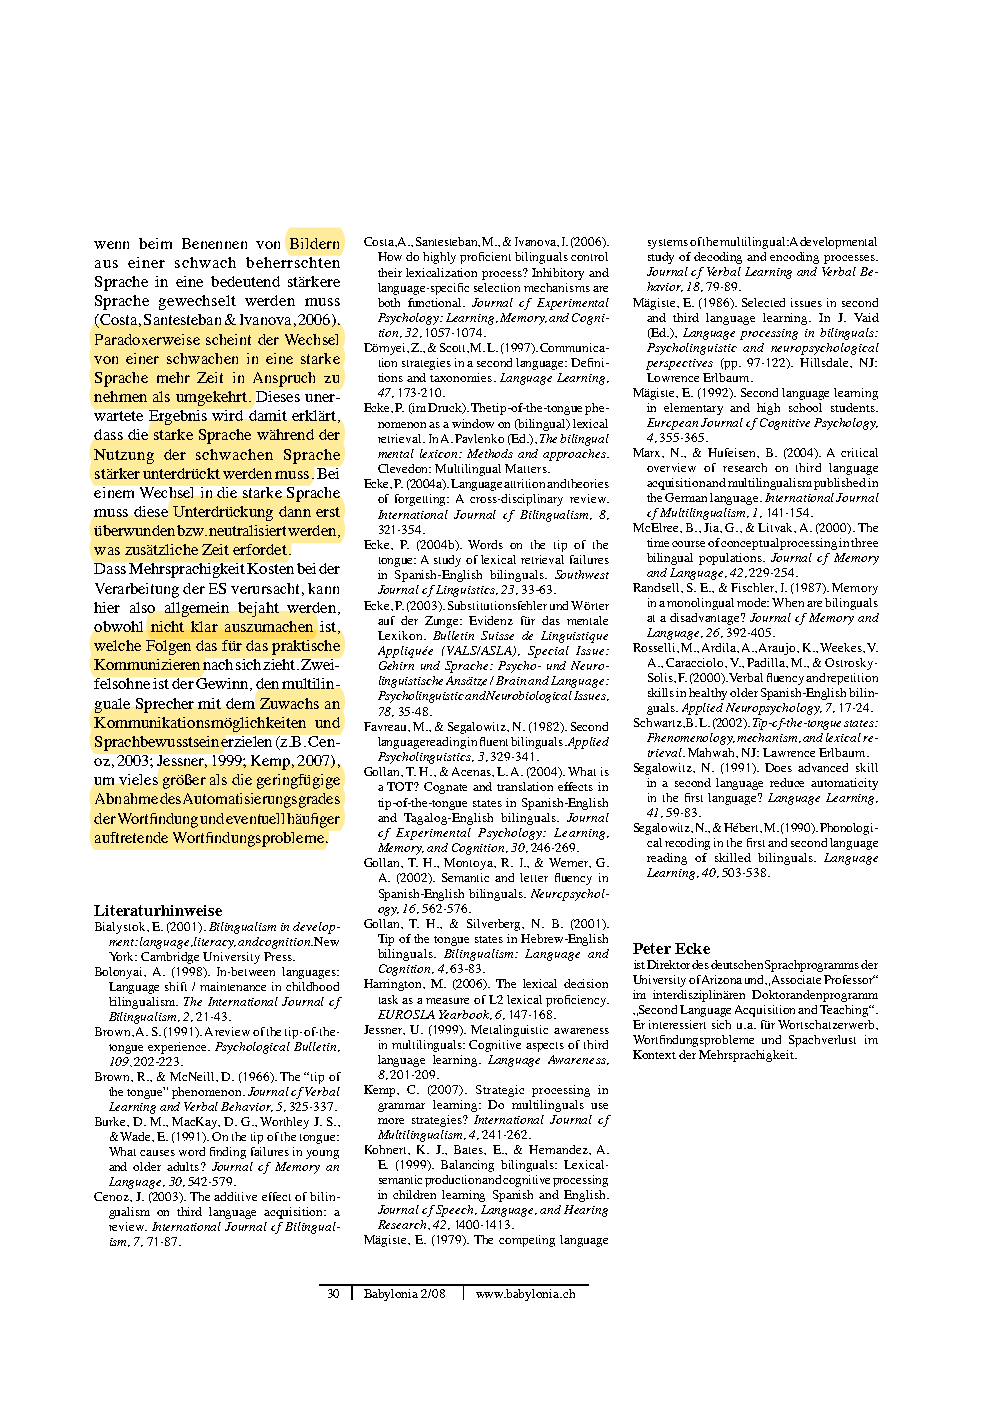 wenn beim Benennen von Bildern
aus einer schwach beherrschten
Sprache in eine bedeutend stärkere
Sprache gewechselt werden muss
(Costa, Santesteban & Ivanova, 2006).
Paradoxerweise scheint der Wechsel
von einer schwachen in eine starke
Sprache mehr Zeit in Anspruch zu
nehmen als umgekehrt. Dieses uner-
wartete Ergebnis wird damit erklärt,
dass die starke Sprache während der
Nutzung der schwachen Sprache
stärker unterdrückt werden muss. Bei
einem Wechsel in die starke Sprache
muss diese Unterdrückung dann erst
überwunden bzw. neutralisiert werden,
was zusätzliche Zeit erfordet.
Dass Mehrsprachigkeit Kosten bei der
Verarbeitung der ES verursacht, kann
hier also allgemein bejaht werden,
obwohl nicht klar auszumachen ist,
welche Folgen das für das praktische
Kommunizieren nach sich zieht. Zwei-
felsohne ist der Gewinn, den multilin-
guale Sprecher mit dem Zuwachs an
Kommunikationsmöglichkeiten und
Sprachbewusstsein erzielen (z.B. Cen-
oz, 2003; Jessner, 1999; Kemp, 2007),
um vieles größer als die geringfügige
Abnahme des Automatisierungsgrades
der Wortfindung und eventuell häufiger
auftretende Wortfindungsprobleme.
Literaturhinweise
Bialystok, E. (2001). Bilingualism in develop-
ment: language, literacy, and cognition. New
York: Cambridge University Press.
Bolonyai, A. (1998). In-between languages:
Language shift / maintenance in childhood
bilingualism. The International Journal of
Bilingualism, 2, 21-43.
Brown, A. S. (1991). A review of the tip-of-the-
tongue experience. Psychological Bulletin,
109, 202-223.
Brown, R., & McNeill, D. (1966). The “tip of
the tongue” phenomenon. Journal of Verbal
Learning and Verbal Behavior, 5, 325-337.
Burke, D. M., MacKay, D. G., Worthley J. S.,
& Wade, E. (1991). On the tip of the tongue:
What causes word finding failures in young
and older adults? Journal of Memory an
Language, 30, 542-579.
Cenoz, J. (2003). The additive effect of bilin-
gualism on third language acquisition: a
review. International Journal of Bilingual-
ism, 7, 71-87.
Costa, A., Santesteban, M., & Ivanova, I. (2006).
How do highly proficient bilinguals control
their lexicalization process? Inhibitory and
language-specific selection mechanisms are
both functional. Journal of Experimental
Psychology: Learning, Memory, and Cogni-
tion, 32, 1057-1074.
Dörnyei, Z., & Scott, M. L. (1997). Communica-
tion strategies in a second language: Defini-
tions and taxonomies. Language Learning,
47, 173-210.
Ecke, P. (im Druck). The tip-of-the-tongue phe-
nomenon as a window on (bilingual) lexical
retrieval. In A. Pavlenko (Ed.), The bilingual
mental lexicon: Methods and approaches.
Clevedon: Multilingual Matters.
Ecke, P. (2004a). Language attrition and theories
of forgetting: A cross-disciplinary review.
International Journal of Bilingualism, 8,
321-354.
Ecke, P. (2004b). Words on the tip of the
tongue: A study of lexical retrieval failures
in Spanish-English bilinguals. Southwest
Journal of Linguistics, 23, 33-63.
Ecke, P. (2003). Substitutionsfehler und Wörter
auf der Zunge: Evidenz für das mentale
Lexikon. Bulletin Suisse de Linguistique
Appliquée (VALS/ASLA), Special Issue:
Gehirn und Sprache: Psycho- und Neuro-
linguistische Ansätze / Brain and Language:
Psycholinguistic and Neurobiological Issues,
78, 35-48.
Favreau, M., & Segalowitz, N. (1982). Second
language reading in fluent bilinguals. Applied
Psycholinguistics, 3, 329-341.
Gollan, T. H., & Acenas, L. A. (2004). What is
a TOT? Cognate and translation effects in
tip-of-the-tongue states in Spanish-English
and Tagalog-English bilinguals. Journal
of Experimental Psychology: Learning,
Memory, and Cognition, 30, 246-269.
Gollan, T. H., Montoya, R. I., & Werner, G.
A. (2002). Semantic and letter fluency in
Spanish-English bilinguals. Neuropsychol-
ogy, 16, 562-576.
Gollan, T. H., & Silverberg, N. B. (2001).
Tip of the tongue states in Hebrew-English
bilinguals. Bilingualism: Language and
Cognition, 4, 63-83.
Harrington, M. (2006). The lexical decision
task as a measure of L2 lexical proficiency.
EUROSLA Yearbook, 6, 147-168.
Jessner, U. (1999). Metalinguistic awareness
in multilinguals: Cognitive aspects of third
language learning. Language Awareness,
8, 201-209.
Kemp, C. (2007). Strategic processing in
grammar learning: Do multilinguals use
more strategies? International Journal of
Multilingualism, 4, 241-262.
Kohnert, K. J., Bates, E., & Hernandez, A.
E. (1999). Balancing bilinguals: Lexical-
semantic production and cognitive processing
in children learning Spanish and English.
Journal of Speech, Language, and Hearing
Research, 42, 1400-1413.
Mägiste, E. (1979). The competing language
systems of the multilingual: A developmental
study of decoding and encoding processes.
Journal of Verbal Learning and Verbal Be-
havior, 18, 79-89.
Mägiste, E. (1986). Selected issues in second
and third language learning. In J. Vaid
(Ed.), Language processing in bilinguals:
Psycholinguistic and neuropsychological
perspectives (pp. 97-122). Hillsdale, NJ:
Lowrence Erlbaum.
Mägiste, E. (1992). Second language learning
in elementary and high school students.
European Journal of Cognitive Psychology,
4, 355-365.
Marx, N., & Hufeisen, B. (2004). A critical
overview of research on third language
acquisition and multilingualism published in
the German language. International Journal
of Multilingualism, 1, 141-154.
McElree, B., Jia, G., & Litvak, A. (2000). The
time course of conceptual processing in three
bilingual populations. Journal of Memory
and Language, 42, 229-254.
Randsell, S. E., & Fischler, I. (1987). Memory
in a monolingual mode: When are bilinguals
at a disadvantage? Journal of Memory and
Language, 26, 392-405.
Rosselli, M., Ardila, A., Araujo, K., Weekes, V.
A., Caracciolo, V., Padilla, M., & Ostrosky-
Solis, F. (2000). Verbal fluency and repetition
skills in healthy older Spanish-English bilin-
guals. Applied Neuropsychology, 7, 17-24.
Schwartz, B. L. (2002). Tip-of-the-tongue states:
Phenomenology, mechanism, and lexical re-
trieval. Mahwah, NJ: Lawrence Erlbaum.
Segalowitz, N. (1991). Does advanced skill
in a second language reduce automaticity
in the first language? Language Learning,
41, 59-83.
Segalowitz, N., & Hébert, M. (1990). Phonologi-
cal recoding in the first and second language
reading of skilled bilinguals. Language
Learning, 40, 503-538.
Peter Ecke
ist Direktor des deutschen Sprachprogramms der
University of Arizona und „Associate Professor“
im interdisziplinären Doktorandenprogramm
„Second Language Acquisition and Teaching“.
Er interessiert sich u.a. für Wortschatzerwerb,
Wortfindungsprobleme und Spachverlust im
Kontext der Mehrsprachigkeit.
30 | Babylonia 2/08 | www.babylonia.ch